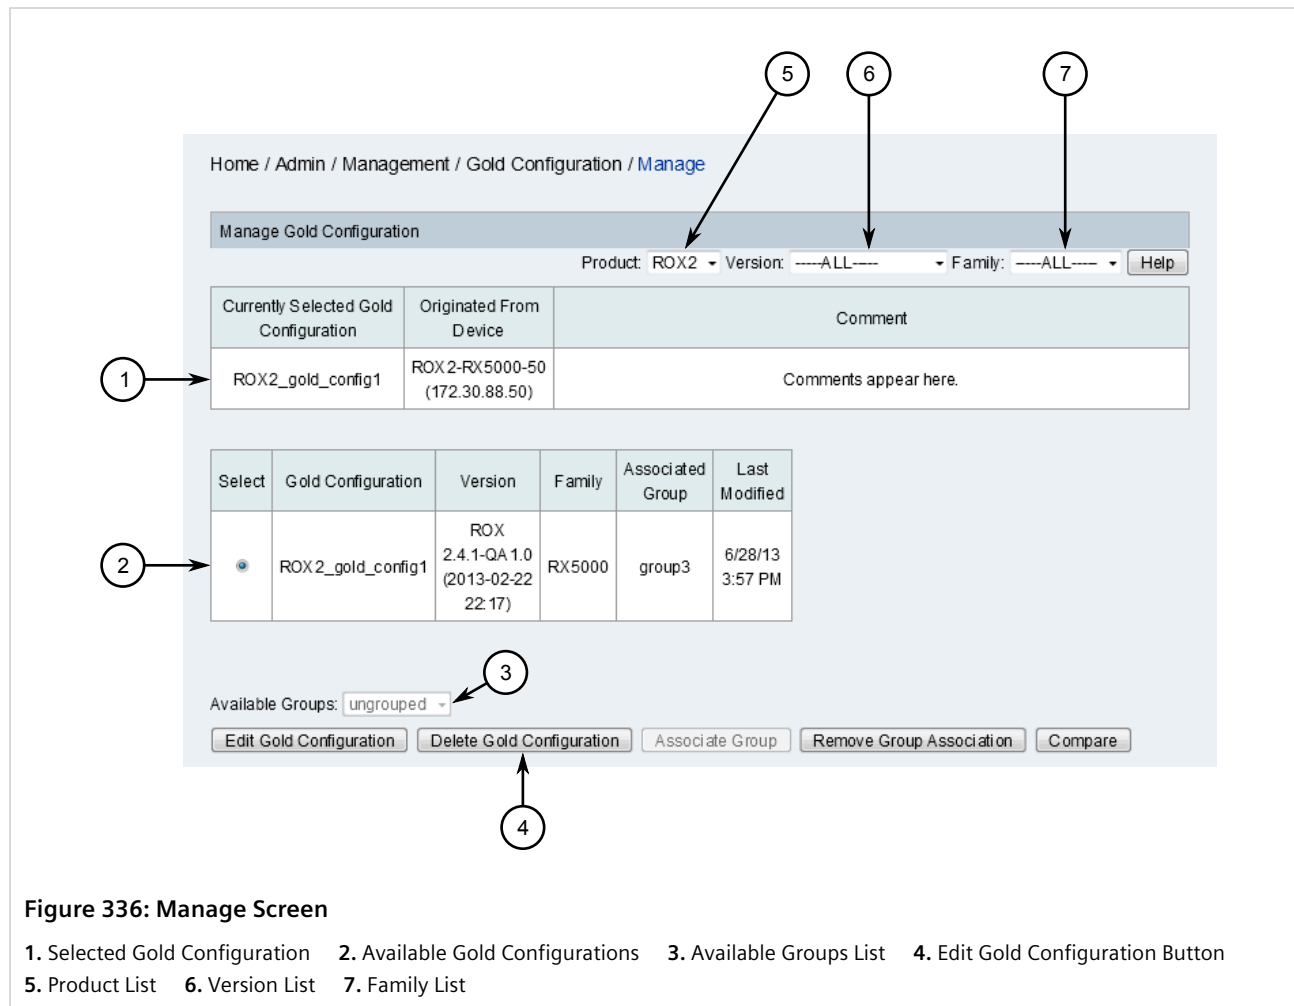 5
6
7
Home / Admin / Management / Gold Configuration / Manage
Manage Gold Configuration
Product: ROX2 Version: -----ALL----- Family: -----ALL----- Help
Currently Selected Gold Configuration
Originated From Device
Comment
1
ROX2_gold_config1
ROX2-RX5000-50 (172.30.88.50)
Comments appear here.
Select
Gold Configuration
Version
Family
Associated Group
Last Modified
2
ROX2_gold_config1
ROX 2.4.1-QA1.0 (2013-02-22 22:17)
RX5000
group3
6/28/13 3:57 PM
3
Available Groups: ungrouped
Edit Gold Configuration Delete Gold Configuration Associate Group Remove Group Association Compare
4
Figure 336: Manage Screen
1. Selected Gold Configuration 2. Available Gold Configurations 3. Available Groups List 4. Edit Gold Configuration Button
5. Product List 6. Version List 7. Family List